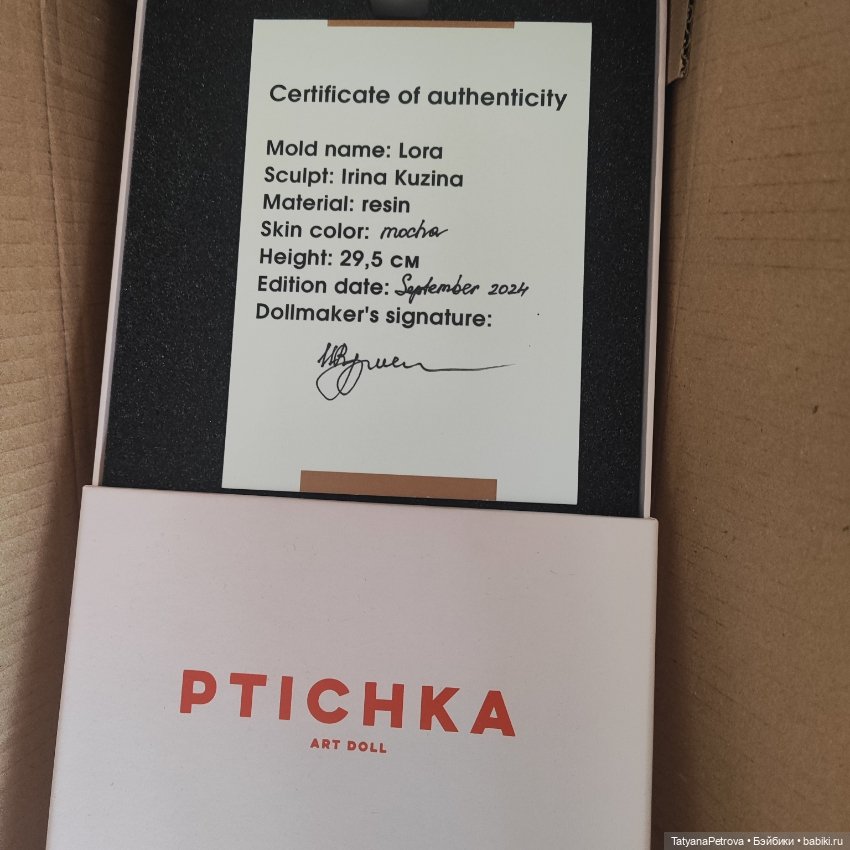 Certificate of authenticity
Mold name: Lora
Sculpt: Irina Kuzina
Material: resin
Skin color: mocha
Height: 29,5 см
Edition date: September 2024
Dollmaker's signature:
PTICHKA
ART DOLL
TatyanaPetrova • Бэйбики • babiki.ru